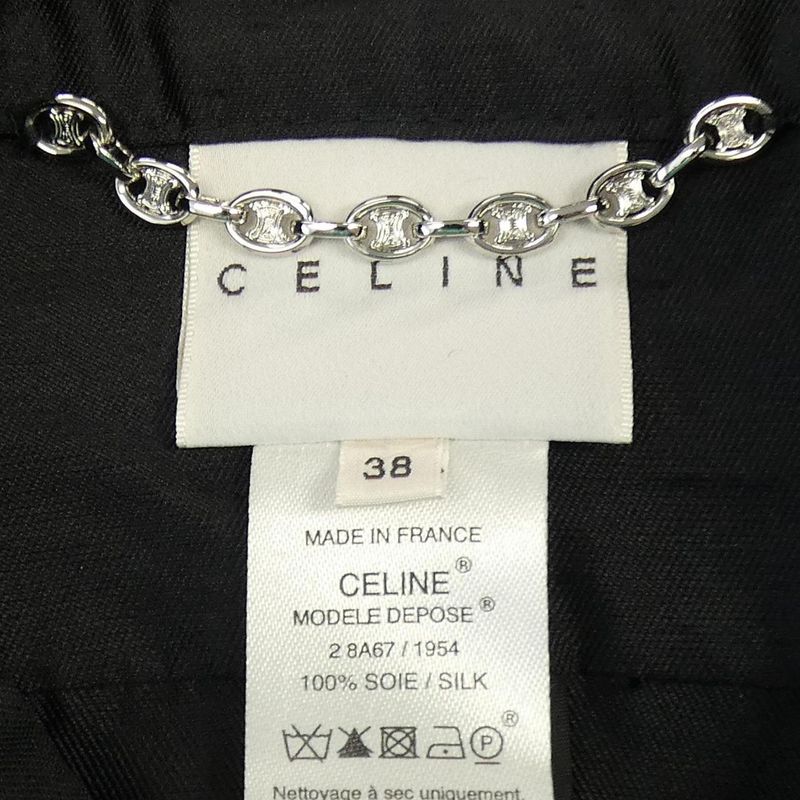 CELINE
38
MADE IN FRANCE
CELINE®
MODELE DEPOSE®
2 8A67 / 1954
100% SOIE / SILK
P ®
Nettoyage à sec uniquement.